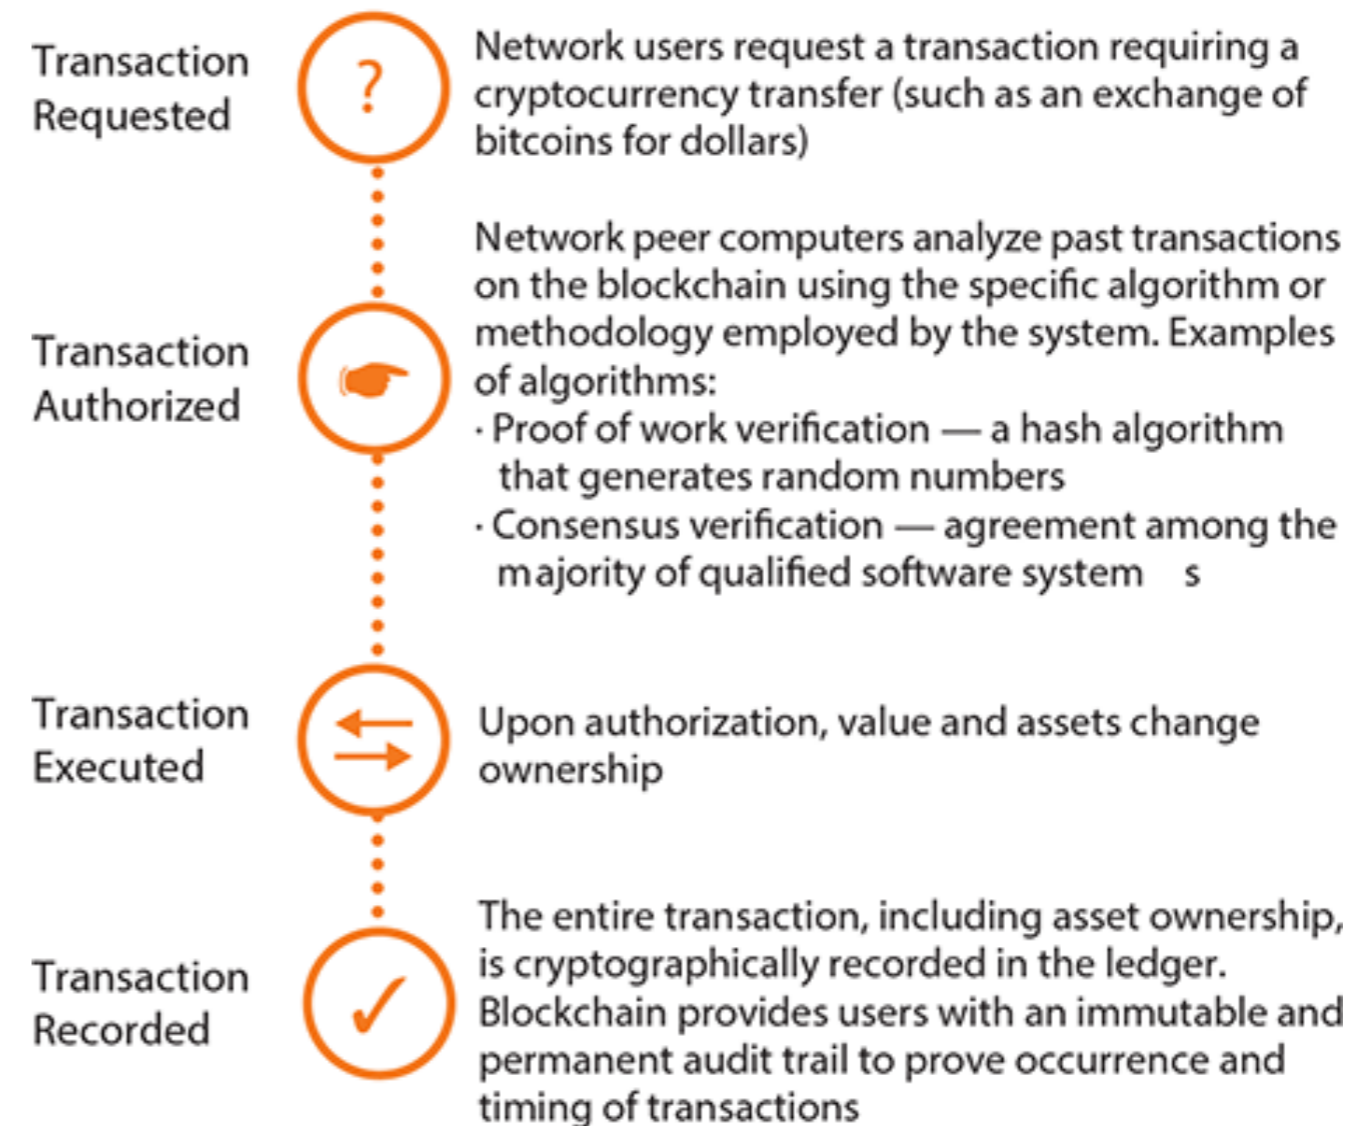 Transaction
Requested
?
Network users request a transaction requiring a
cryptocurrency transfer (such as an exchange of
bitcoins for dollars)
Transaction
Authorized
Network peer computers analyze past transactions
on the blockchain using the specific algorithm or
methodology employed by the system. Examples
of algorithms:
· Proof of work verification — a hash algorithm
that generates random numbers
· Consensus verification — agreement among the
majority of qualified software system s
Transaction
Executed
Upon authorization, value and assets change
ownership
Transaction
Recorded
The entire transaction, including asset ownership,
is cryptographically recorded in the ledger.
Blockchain provides users with an immutable and
permanent audit trail to prove occurrence and
timing of transactions